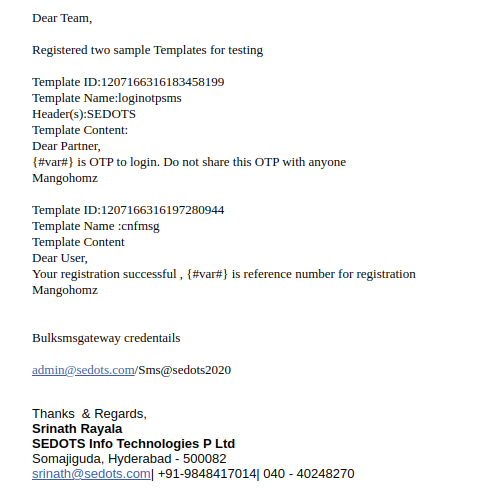 Dear Team,
Registered two sample Templates for testing
Template ID:1207166316183458199
Template Name:loginotpsms
Header(s):SEDOTS
Template Content:
Dear Partner,
{#var#} is OTP to login. Do not share this OTP with anyone
Mangohomz
Template ID:1207166316197280944
Template Name :cnfmsg
Template Content
Dear User,
Your registration successful , {#var#} is reference number for registration
Mangohomz
Bulksmsgateway credentails
admin@sedots.com/Sms@sedots2020
Thanks  & Regards,
Srinath Rayala
SEDOTS Info Technologies P Ltd
Somajiguda, Hyderabad - 500082
srinath@sedots.com| +91-9848417014| 040 - 40248270